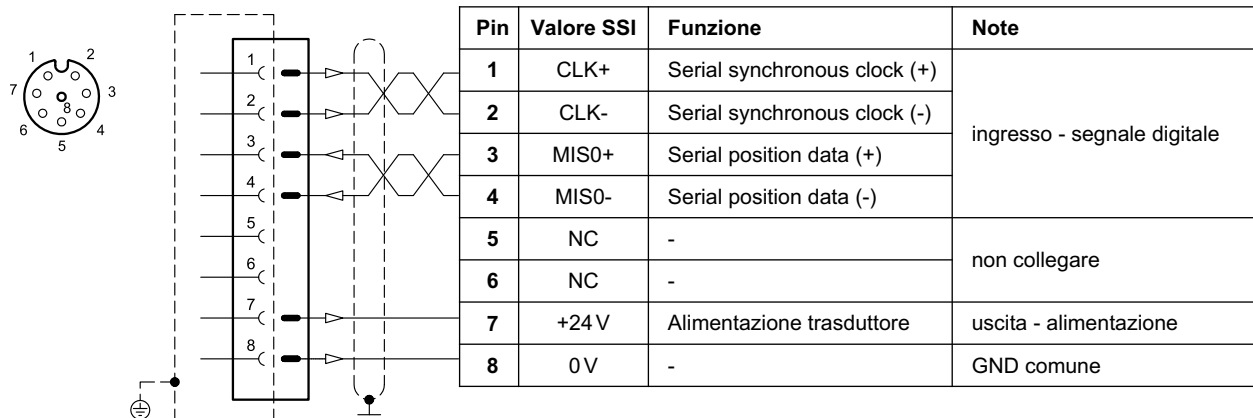 1 2
7 8 3
6 4
5
1
2
3
4
5
6
7
8
Pin Valore SSI Funzione Note
1 CLK+ Serial synchronous clock (+)
2 CLK- Serial synchronous clock (-)
ingresso - segnale digitale
3 MIS0+ Serial position data (+)
4 MIS0- Serial position data (-)
5 NC -
non collegare
6 NC -
7 +24 V Alimentazione trasduttore uscita - alimentazione
8 0 V - GND comune